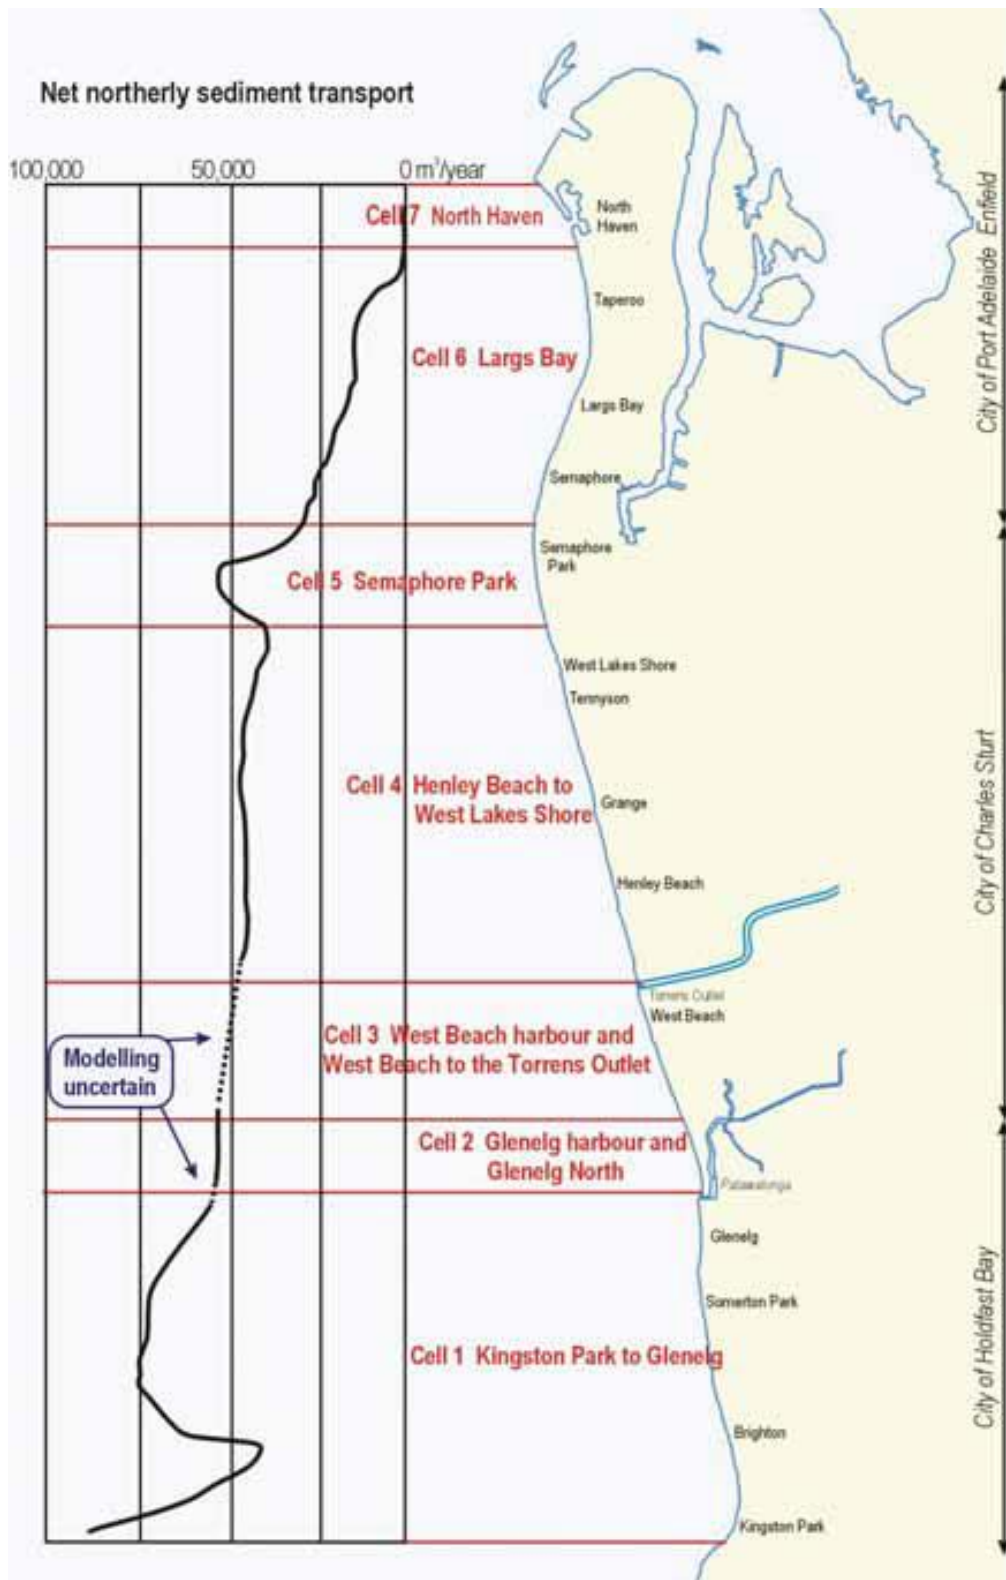 Net northerly sediment transport
100,000 50,000 0 m³/year
Cell 7 North Haven
North
Haven
Taperoo
Cell 6 Largs Bay
Largs Bay
Semaphore
Semaphore
Park
Cell 5 Semaphore Park
West Lakes Shore
Tennyson
Cell 4 Henley Beach to
West Lakes Shore
Grange
Henley Beach
Torrens Outlet
West Beach
Cell 3 West Beach harbour and
West Beach to the Torrens Outlet
Modelling
uncertain
Cell 2 Glenelg harbour and
Glenelg North
Patawalonga
Glenelg
Somerton Park
Cell 1 Kingston Park to Glenelg
Brighton
Kingston Park
City of Port Adelaide Enfield
City of Charles Sturt
City of Holdfast Bay